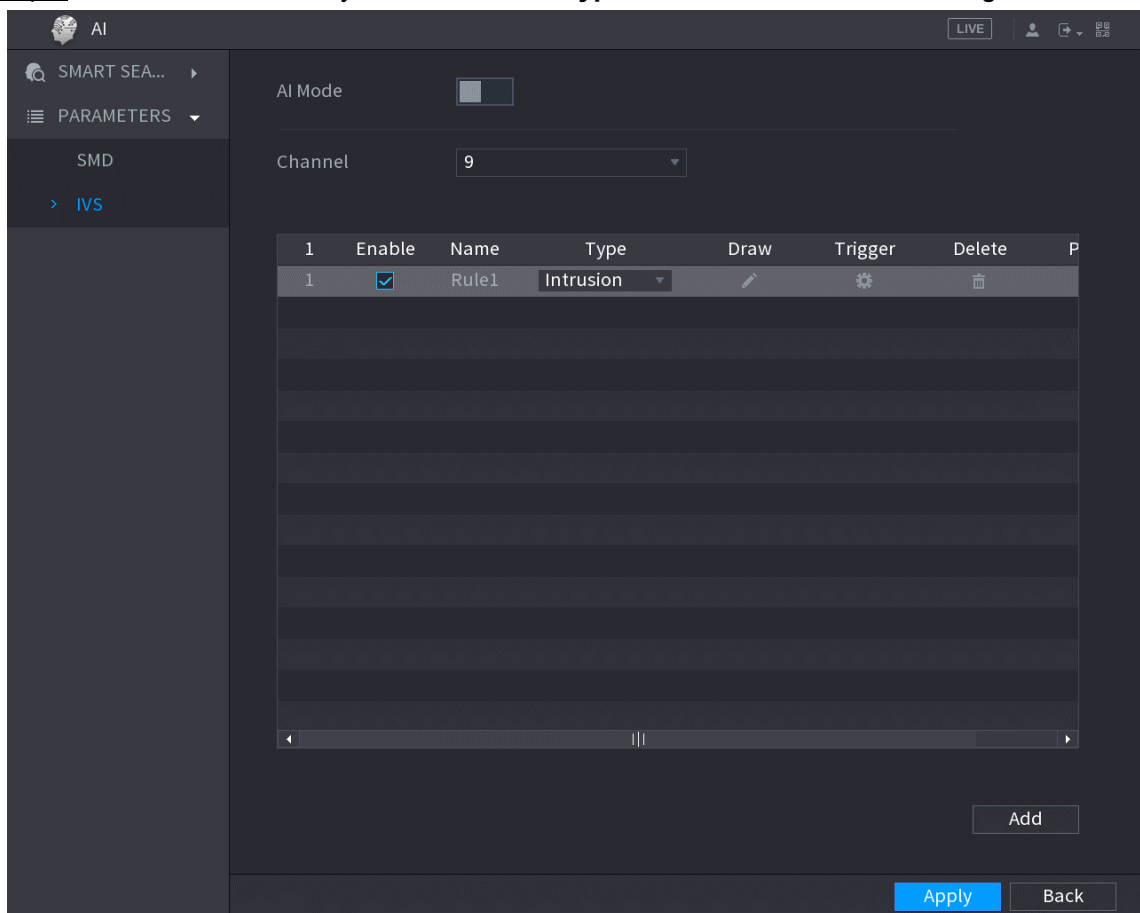 AI LIVE
SMART SEA...
PARAMETERS
SMD
IVS
AI Mode
Channel 9
1 Enable Name Type Draw Trigger Delete P
1 Rule1 Intrusion
Add
Apply Back